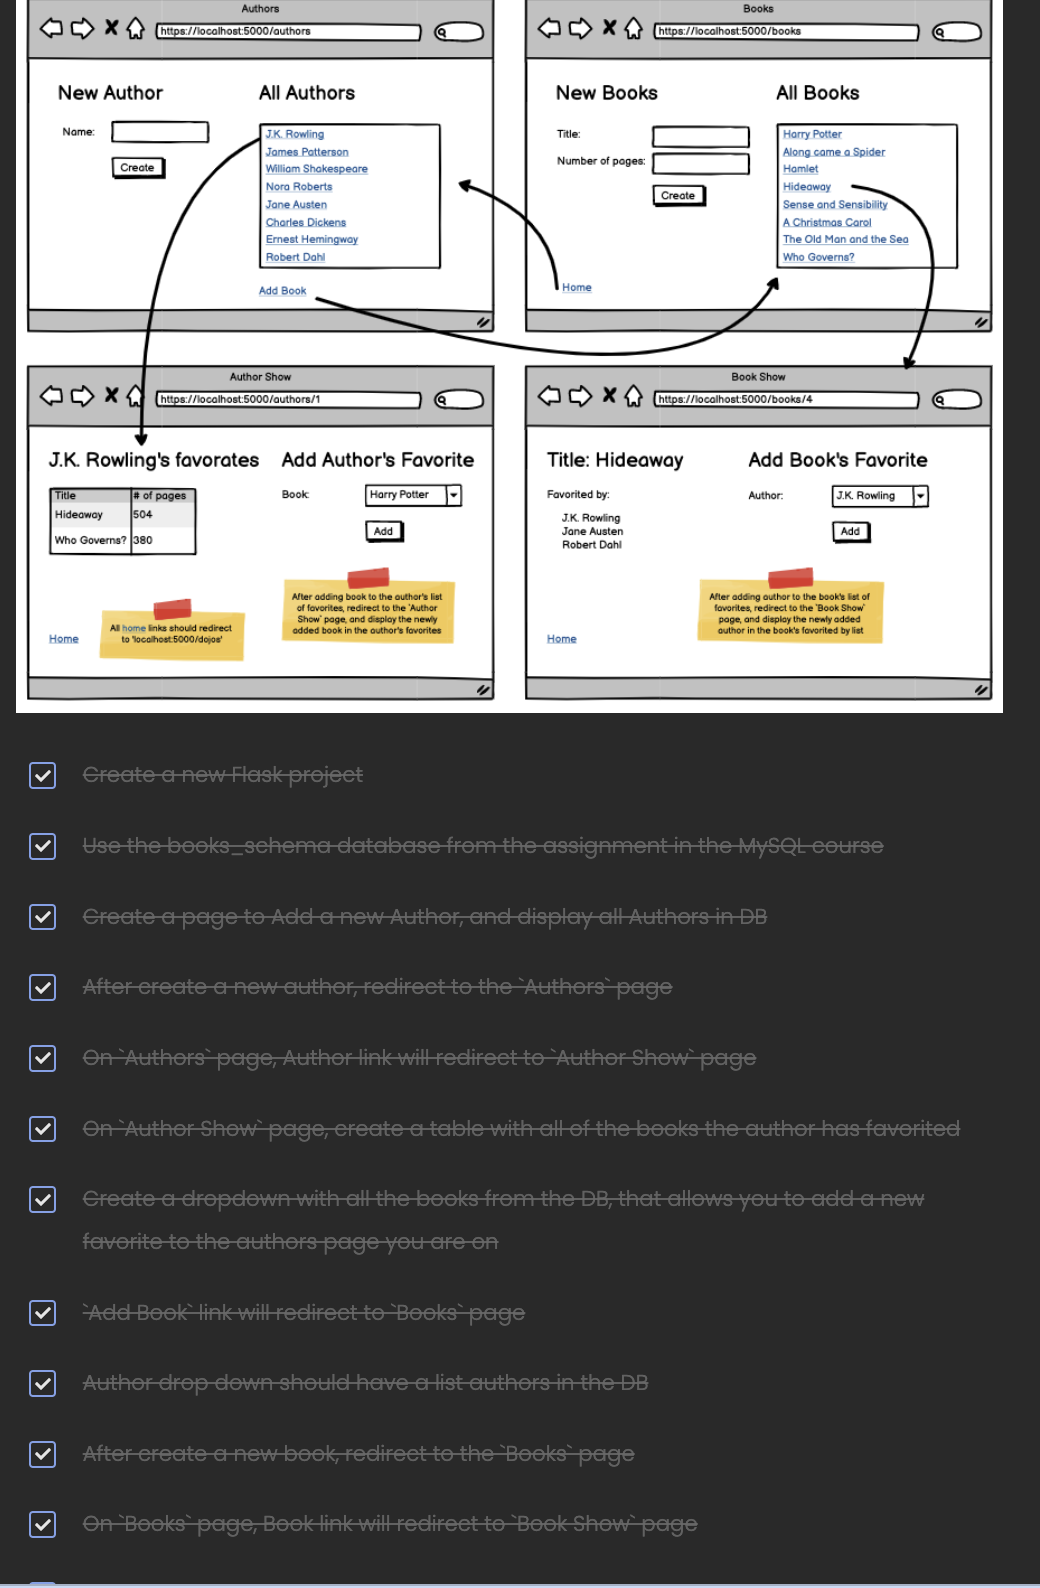 Authors
https://localhost:5000/authors
New Author
Name:
Create
All Authors
J.K. Rowling
James Patterson
William Shakespeare
Nora Roberts
Jane Austen
Charles Dickens
Ernest Hemingway
Robert Dahl
Add Book
Books
https://localhost:5000/books
New Books
Title:
Number of pages:
Create
All Books
Harry Potter
Along came a Spider
Hamlet
Hideaway
Sense and Sensibility
A Christmas Carol
The Old Man and the Sea
Who Governs?
Home
Author Show
https://localhost:5000/authors/1
J.K. Rowling's favorates
Title # of pages
Hideaway 504
Who Governs? 380
Add Author's Favorite
Book: Harry Potter
Add
After adding book to the author's list
of favorites, redirect to the `Author
Show` page, and display the newly
added book in the author's favorites
All home links should redirect
to 'localhost:5000/dojos'
Home
Book Show
https://localhost:5000/books/4
Title: Hideaway
Favorited by:
J.K. Rowling
Jane Austen
Robert Dahl
Add Book's Favorite
Author: J.K. Rowling
Add
After adding author to the book's list of
favorites, redirect to the `Book Show`
page, and display the newly added
author in the book's favorited by list
Home
Create a new Flask project
Use the books_schema database from the assignment in the MySQL course
Create a page to Add a new Author, and display all Authors in DB
After create a new author, redirect to the `Authors` page
On `Authors` page, Author link will redirect to `Author Show` page
On `Author Show` page, create a table with all of the books the author has favorited
Create a dropdown with all the books from the DB, that allows you to add a new
favorite to the authors page you are on
`Add Book` link will redirect to `Books` page
Author drop down should have a list authors in the DB
After create a new book, redirect to the `Books` page
On `Books` page, Book link will redirect to `Book Show` page